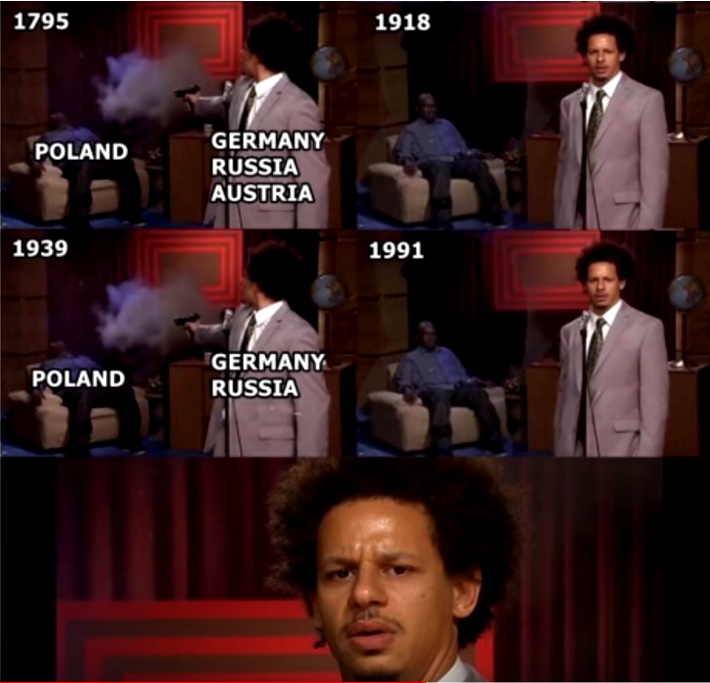 1795
1918
POLAND
GERMANY
RUSSIA
AUSTRIA
1939
1991
POLAND
GERMANY
RUSSIA